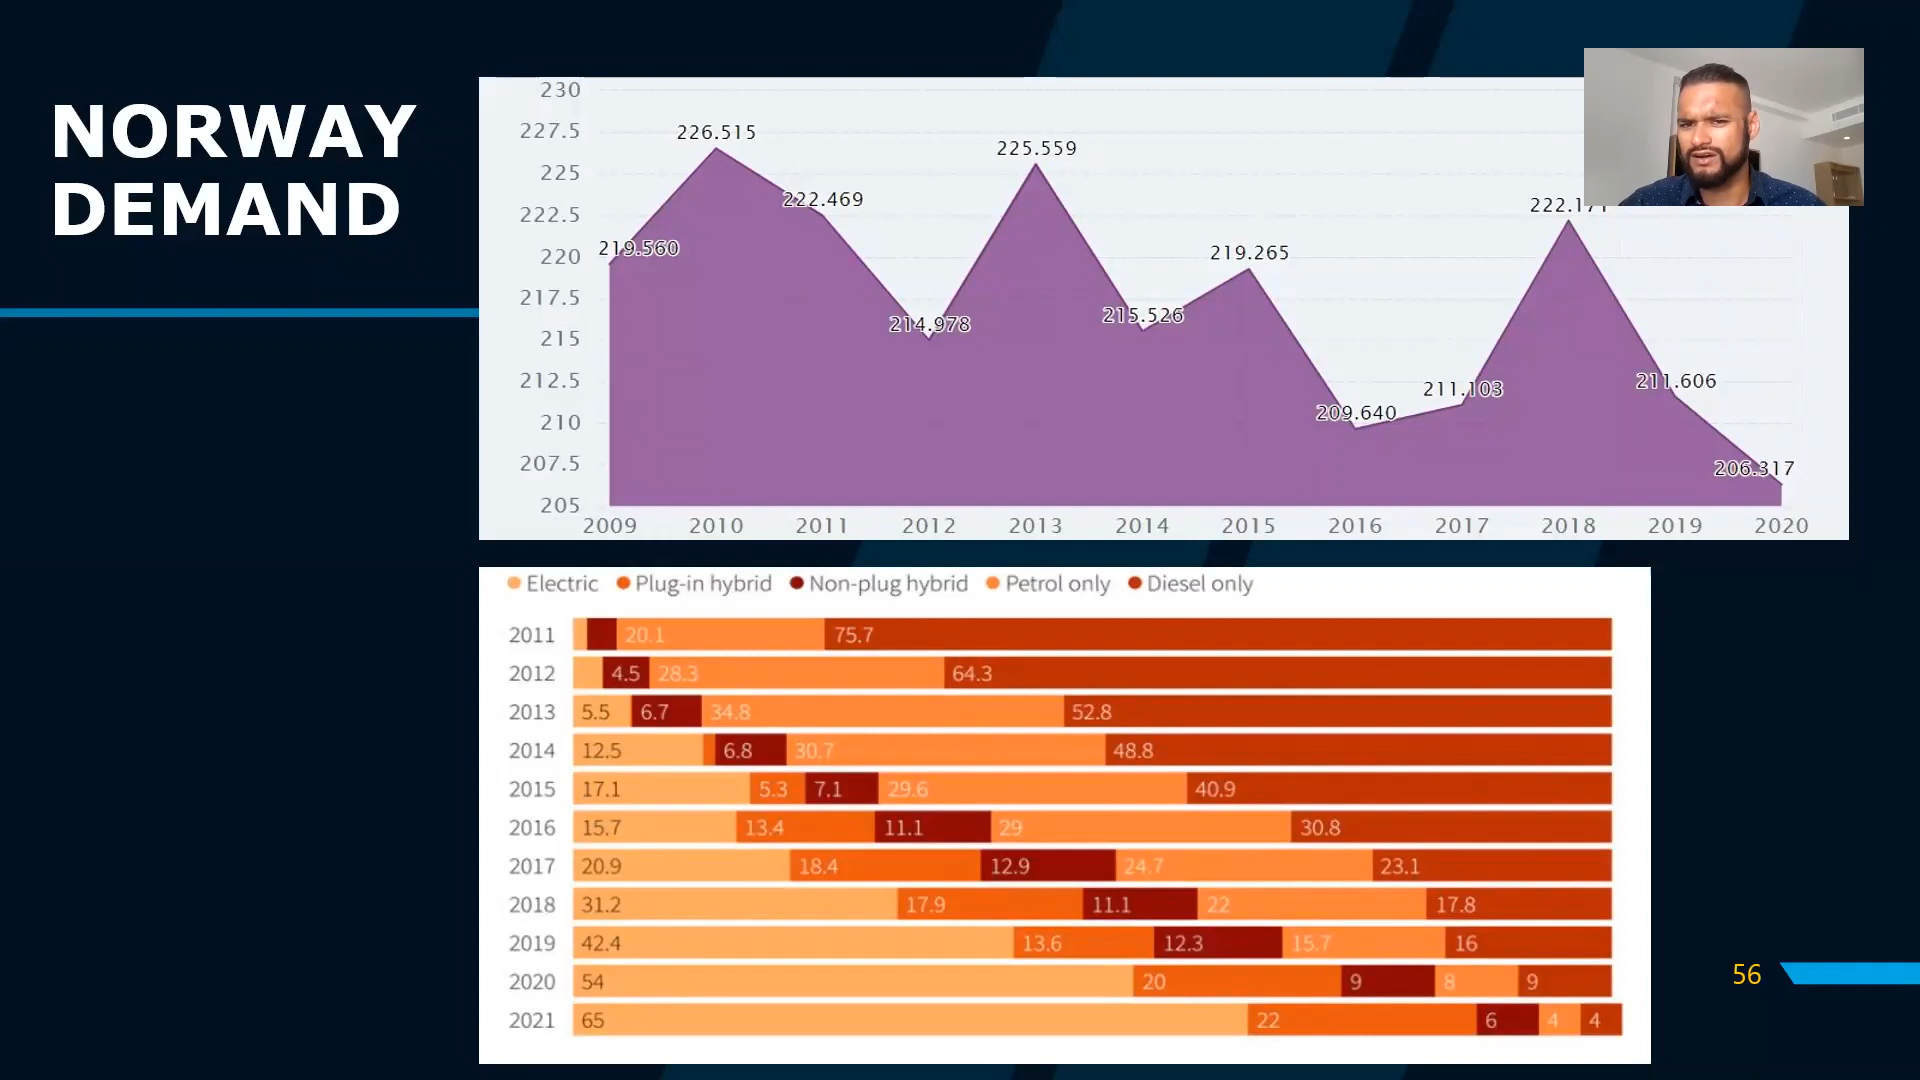 NORWAY
DEMAND
230
227.5
225
222.5
220
217.5
215
212.5
210
207.5
205
219.560
226.515
222.469
214.978
225.559
215.526
219.265
209.640
211.103
222.171
211.606
206.317
2009 2010 2011 2012 2013 2014 2015 2016 2017 2018 2019 2020
Electric Plug-in hybrid Non-plug hybrid Petrol only Diesel only
2011 20.1 75.7
2012 4.5 28.3 64.3
2013 5.5 6.7 34.8 52.8
2014 12.5 6.8 30.7 48.8
2015 17.1 5.3 7.1 29.6 40.9
2016 15.7 13.4 11.1 29 30.8
2017 20.9 18.4 12.9 24.7 23.1
2018 31.2 17.9 11.1 22 17.8
2019 42.4 13.6 12.3 15.7 16
2020 54 20 9 8 9
2021 65 22 6 4 4
56